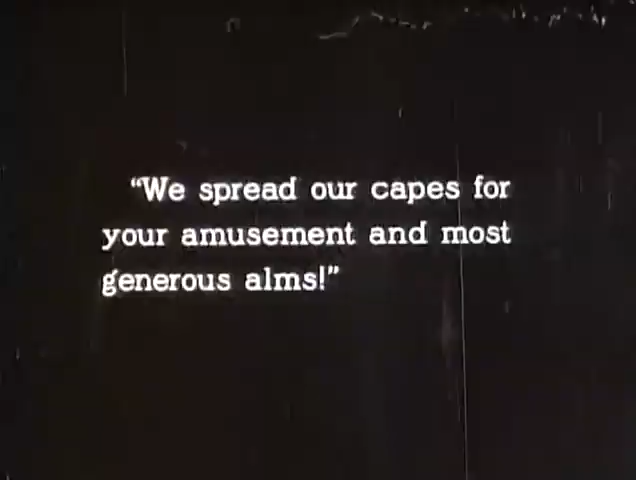 “We spread our capes for
your amusement and most
generous alms!”